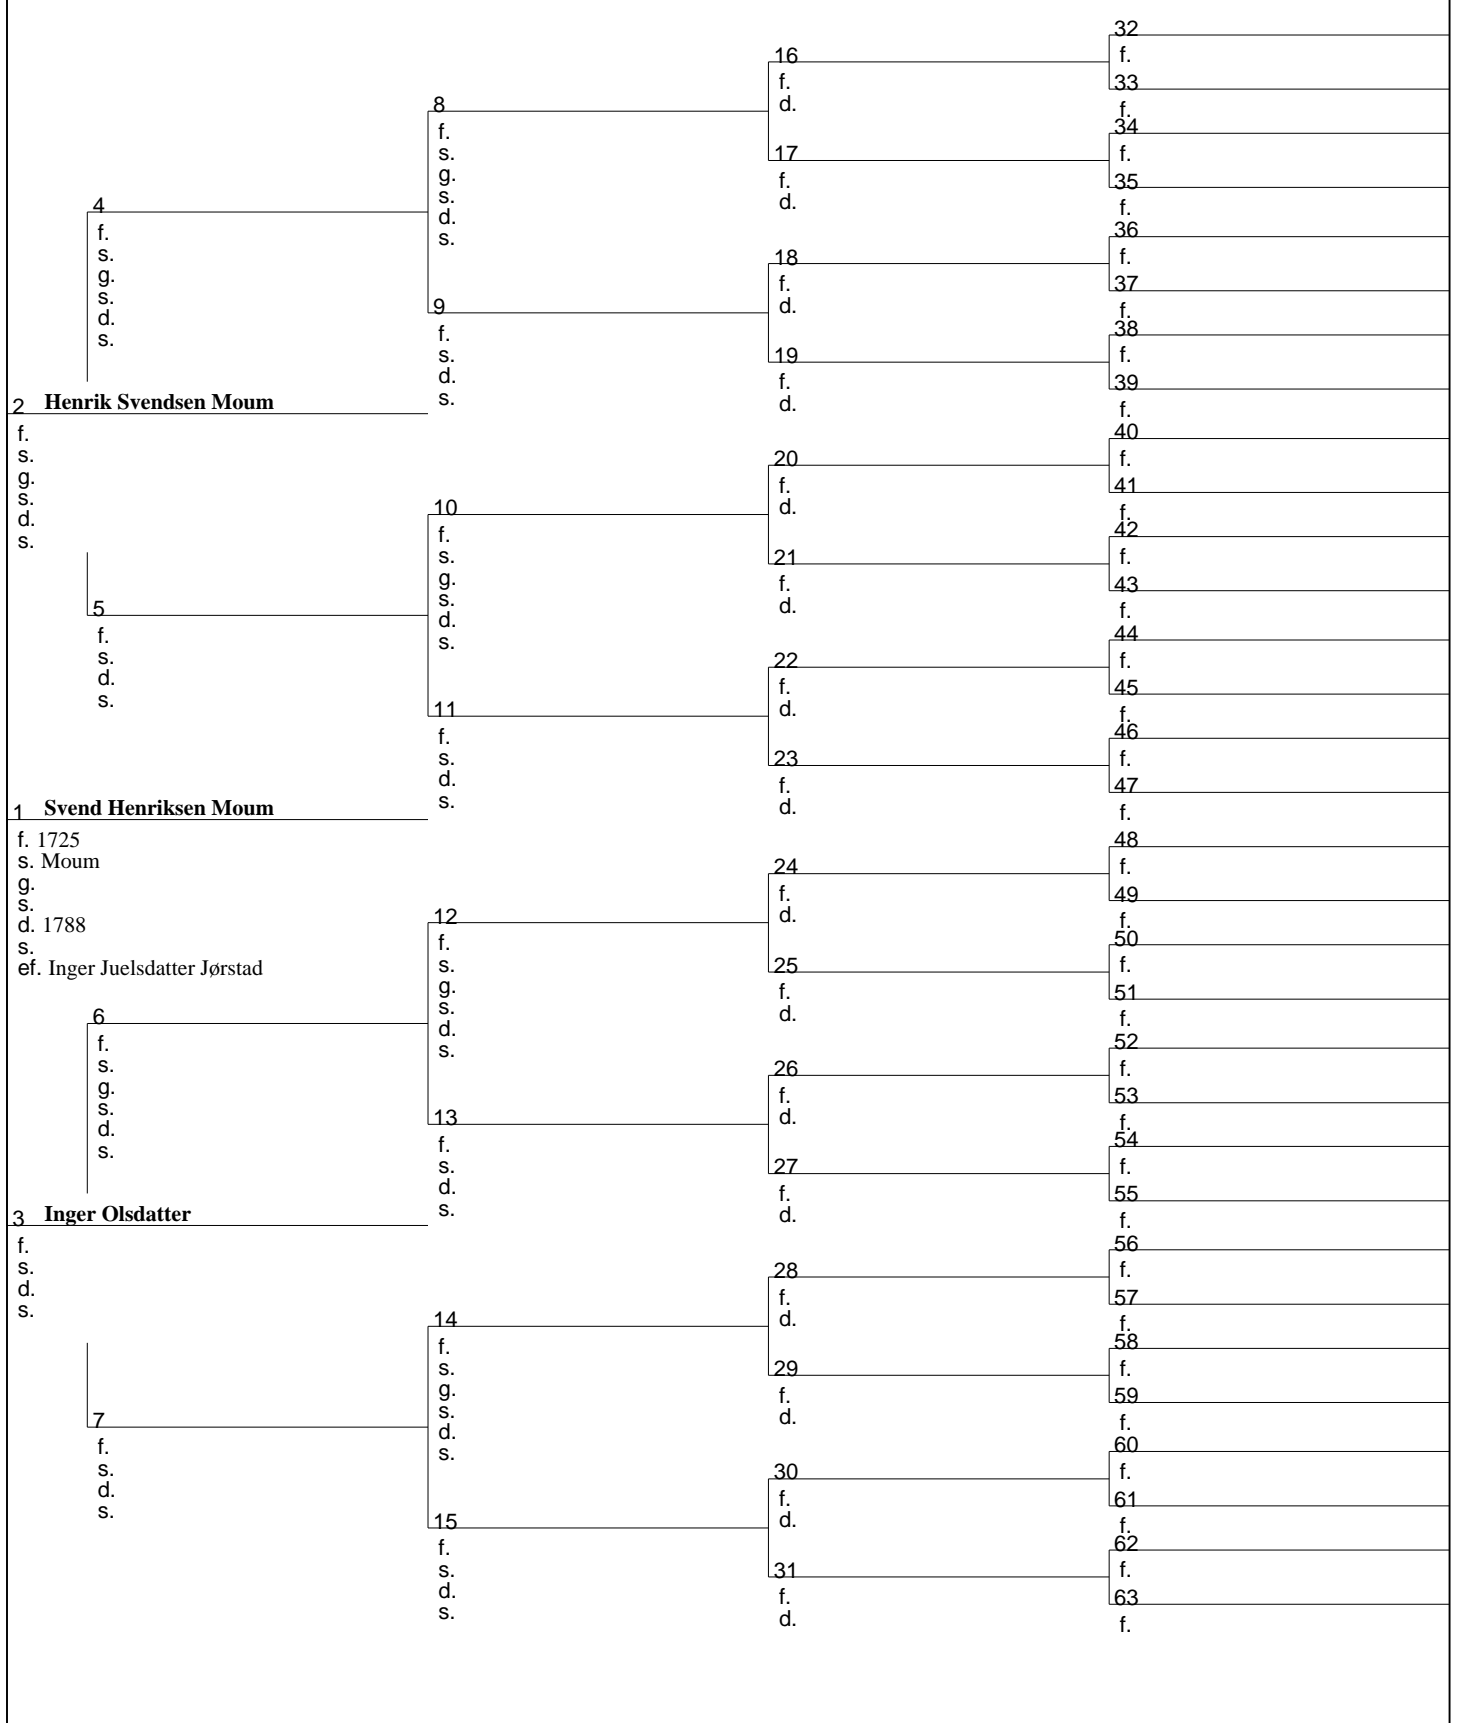 32
16
f.
f.
33
8
d.
f.
f.
34
s.
17
f.
g.
f.
35
4
s.
d.
f.
f.
d.
36
s.
s.
18
f.
g.
f.
37
s.
9
d.
f.
d.
f.
38
s.
s.
19
f.
d.
f.
39
2 Henrik Svendsen Moum
s.
d.
f.
f.
40
s.
20
f.
g.
f.
41
s.
10
d.
f.
d.
f.
42
s.
s.
21
f.
g.
f.
43
5
s.
d.
f.
f.
d.
44
s.
s.
22
f.
d.
f.
45
s.
11
d.
f.
f.
46
s.
23
f.
d.
f.
47
1 Svend Henriksen Moum
s.
d.
f.
f. 1725
48
s. Moum
24
f.
g.
f.
49
s.
12
d.
f.
d. 1788
f.
50
s.
s.
25
f.
ef. Inger Juelsdatter Jørstad
g.
f.
51
6
s.
d.
f.
f.
d.
52
s.
s.
26
f.
g.
f.
53
s.
13
d.
f.
d.
f.
54
s.
s.
27
f.
d.
f.
55
3 Inger Olsdatter
s.
d.
f.
f.
56
s.
28
f.
d.
f.
57
s.
14
d.
f.
f.
58
s.
29
f.
g.
f.
59
7
s.
d.
f.
f.
d.
60
s.
s.
30
f.
d.
f.
61
s.
15
d.
f.
f.
62
s.
31
f.
d.
f.
63
s.
d.
f.